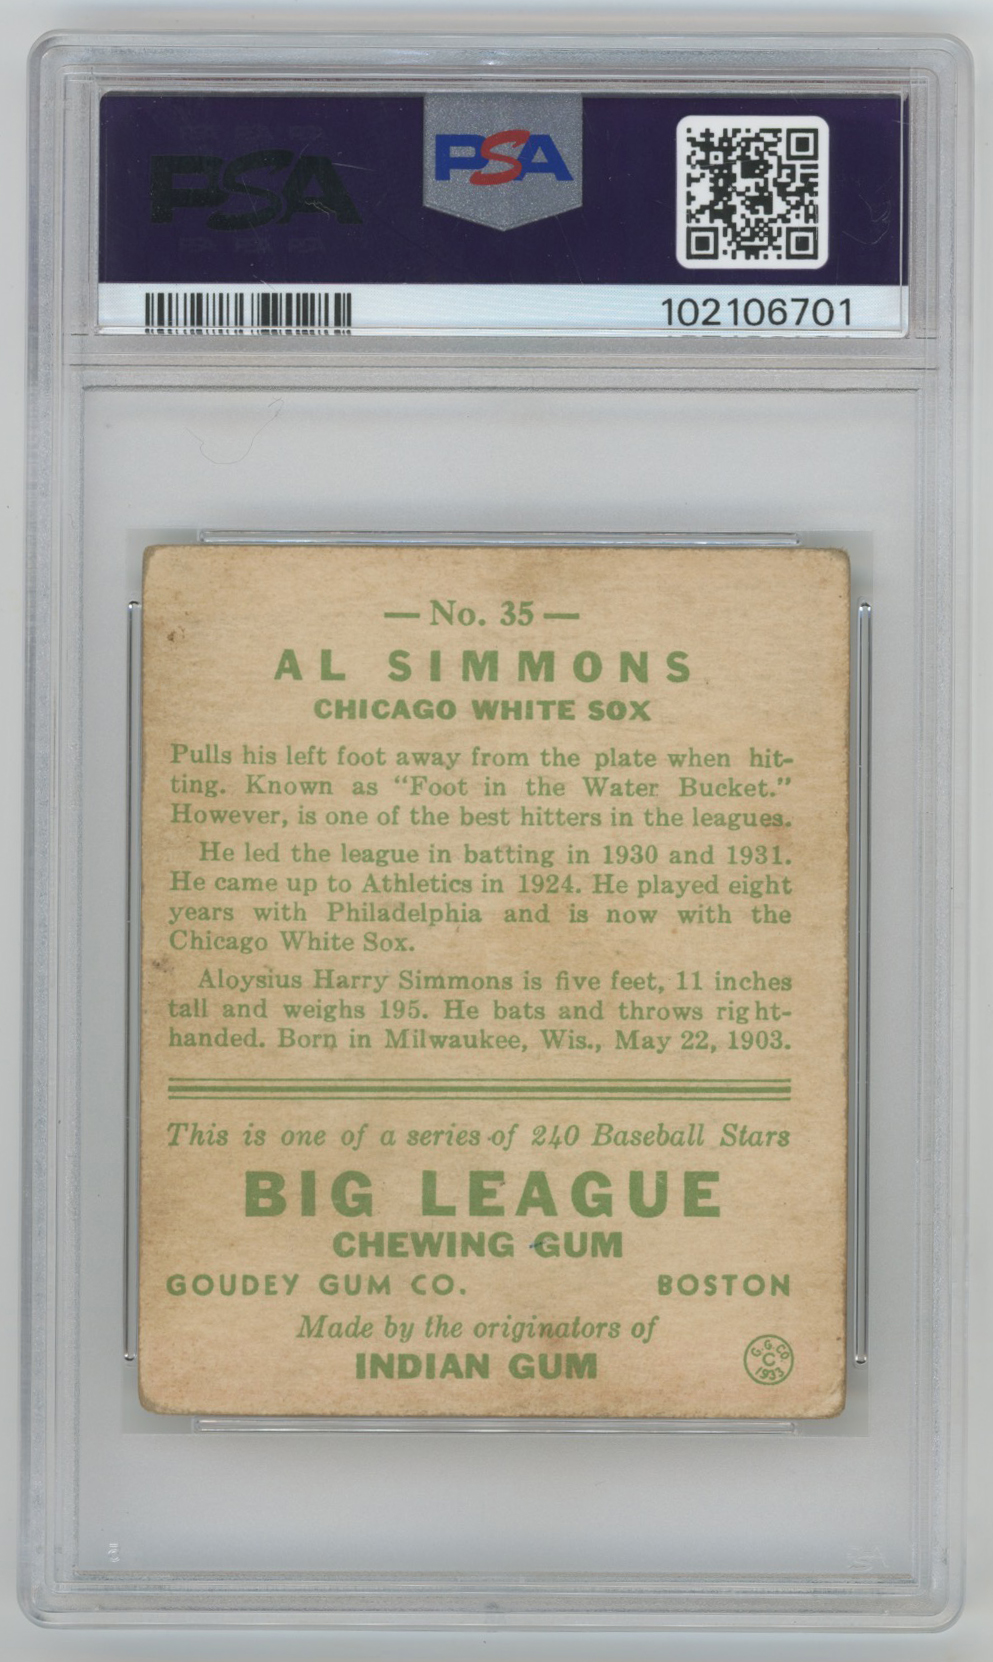 PSA
PSA
102106701
— No. 35 —
AL SIMMONS
CHICAGO WHITE SOX
Pulls his left foot away from the plate when hit-
ting. Known as “Foot in the Water Bucket.”
However, is one of the best hitters in the leagues.
He led the league in batting in 1930 and 1931.
He came up to Athletics in 1924. He played eight
years with Philadelphia and is now with the
Chicago White Sox.
Aloysius Harry Simmons is five feet, 11 inches
tall and weighs 195. He bats and throws right-
handed. Born in Milwaukee, Wis., May 22, 1903.
This is one of a series of 240 Baseball Stars
BIG LEAGUE
CHEWING GUM
GOUDEY GUM CO. BOSTON
Made by the originators of
INDIAN GUM
G.G.CO
C
1933